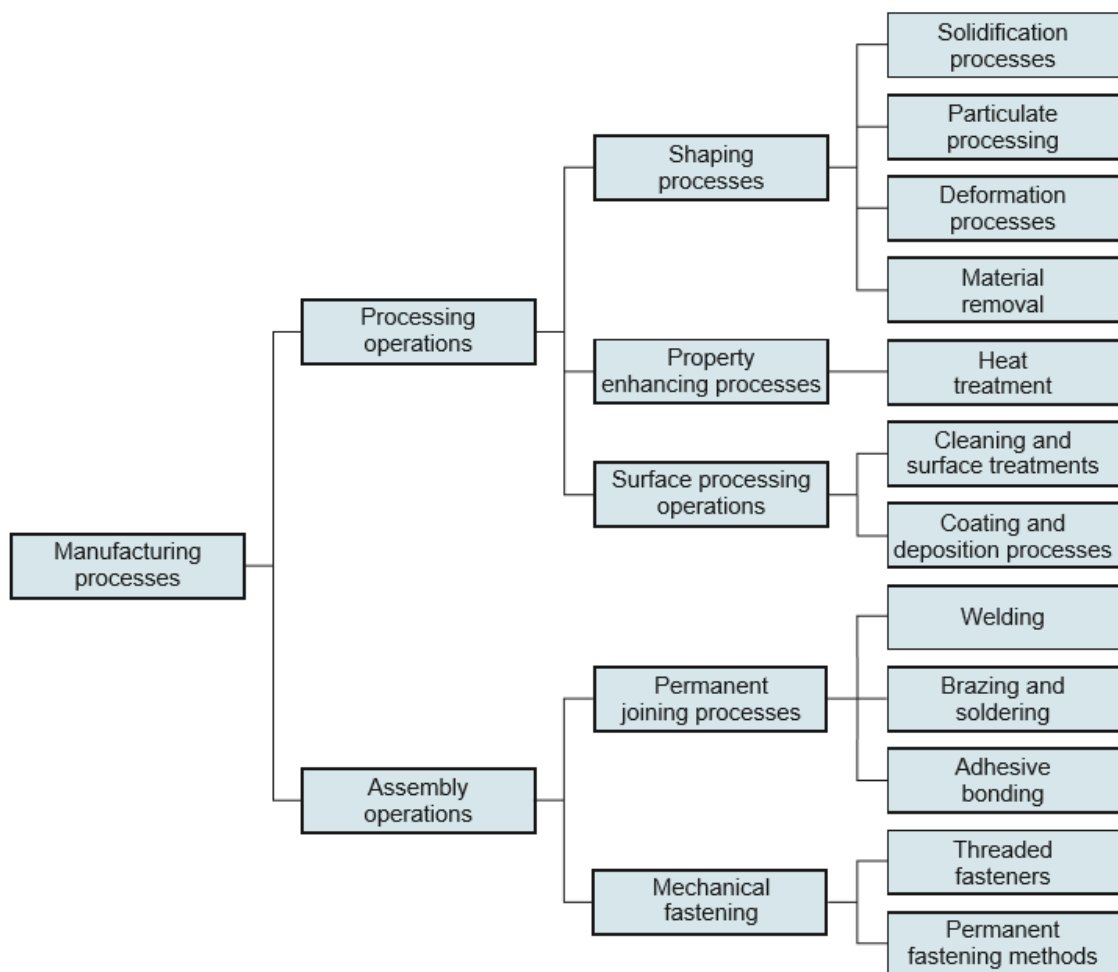 Solidification
processes
Particulate
processing
Shaping
processes
Deformation
processes
Material
removal
Processing
operations
Property
enhancing processes
Heat
treatment
Cleaning and
surface treatments
Surface processing
operations
Coating and
deposition processes
Manufacturing
processes
Welding
Permanent
joining processes
Brazing and
soldering
Assembly
operations
Adhesive
bonding
Threaded
fasteners
Mechanical
fastening
Permanent
fastening methods